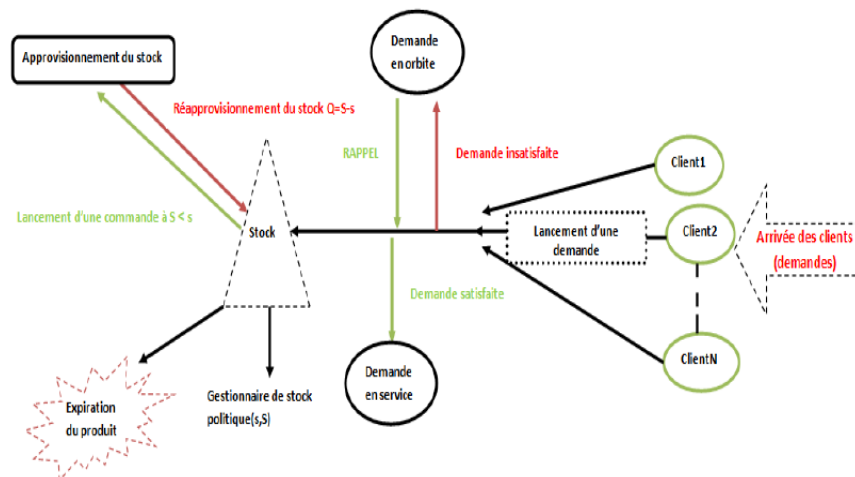 Demande
en orbite
Approvisionnement du stock
Réapprovisionnement du stock Q=S-s
RAPPEL
Demande insatisfaite
Client1
Lancement d'une commande à S < s
Stock
Lancement d'une
demande
Client2
Arrivée des clients
(demandes)
Demande satisfaite
ClientN
Demande
en service
Gestionnaire de stock
politique(s,S)
Expiration
du produit